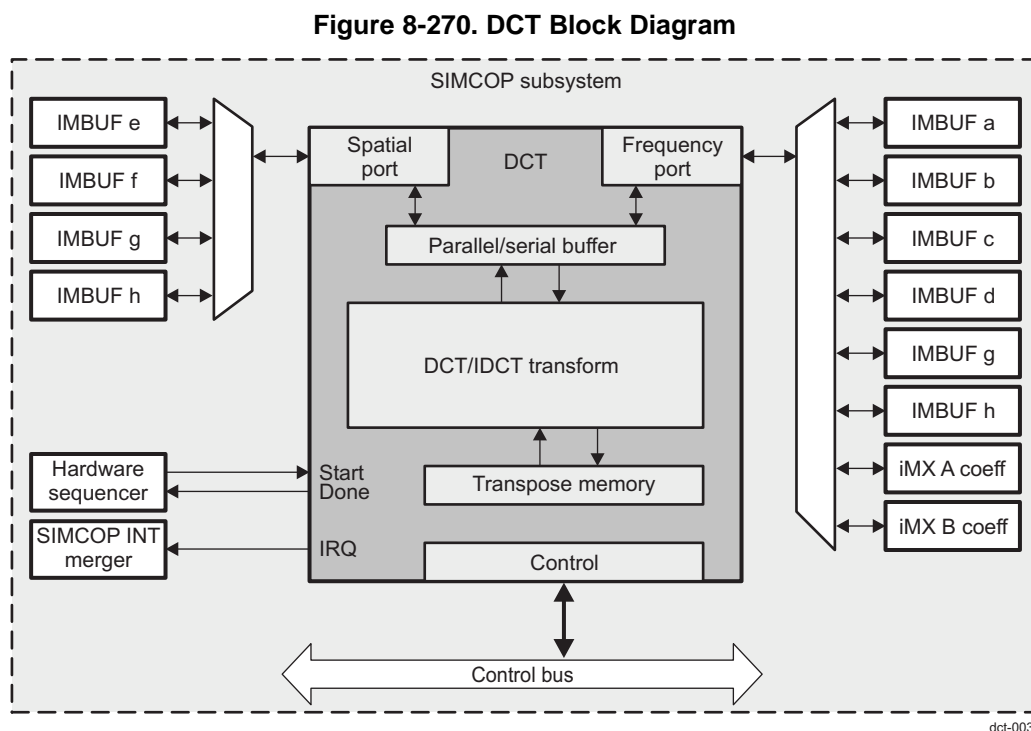 Figure 8-270. DCT Block Diagram
SIMCOP subsystem
IMBUF e
IMBUF f
IMBUF g
IMBUF h
Spatial
port
DCT
Frequency
port
Parallel/serial buffer
DCT/IDCT transform
Transpose memory
Control
IMBUF a
IMBUF b
IMBUF c
IMBUF d
IMBUF g
IMBUF h
iMX A coeff
iMX B coeff
Hardware
sequencer
Start
Done
SIMCOP INT
merger
IRQ
Control bus
dct-003